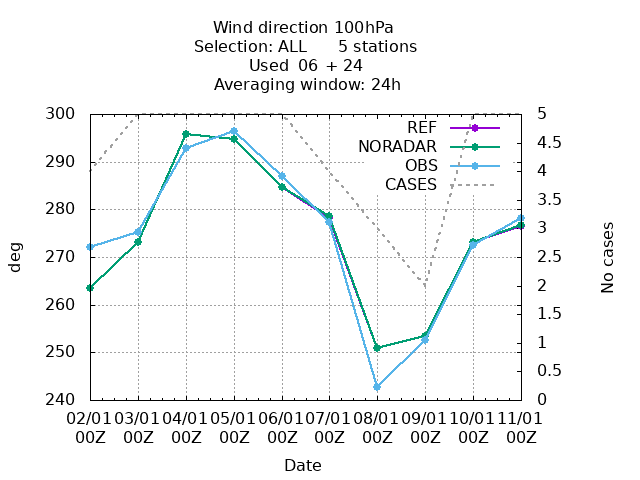 Wind direction 100hPa
Selection: ALL 5 stations
Used 06 + 24
Averaging window: 24h
300
290
280
270
260
250
240
deg
REF
NORADAR
OBS
CASES
5
4.5
4
3.5
3
2.5
2
1.5
1
0.5
0
No cases
02/01 03/01 04/01 05/01 06/01 07/01 08/01 09/01 10/01 11/01
00Z 00Z 00Z 00Z 00Z 00Z 00Z 00Z 00Z 00Z
Date